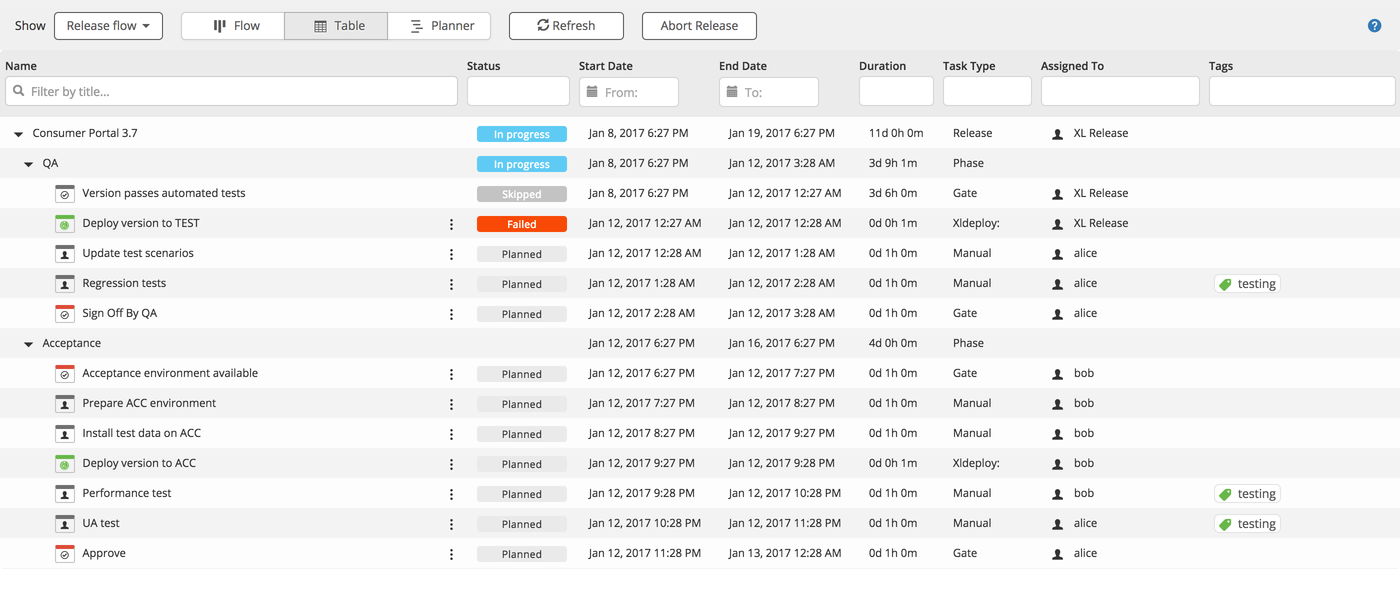 Show Release flow Flow Table Planner Refresh Abort Release ?
Name Status Start Date End Date Duration Task Type Assigned To Tags
Filter by title... From: To:
Consumer Portal 3.7 In progress Jan 8, 2017 6:27 PM Jan 19, 2017 6:27 PM 11d 0h 0m Release XL Release
QA In progress Jan 8, 2017 6:27 PM Jan 12, 2017 3:28 AM 3d 9h 1m Phase
Version passes automated tests Skipped Jan 8, 2017 6:27 PM Jan 12, 2017 12:27 AM 3d 6h 0m Gate XL Release
Deploy version to TEST Failed Jan 12, 2017 12:27 AM Jan 12, 2017 12:28 AM 0d 0h 1m Xldeploy: XL Release
Update test scenarios Planned Jan 12, 2017 12:28 AM Jan 12, 2017 1:28 AM 0d 1h 0m Manual alice
Regression tests Planned Jan 12, 2017 1:28 AM Jan 12, 2017 2:28 AM 0d 1h 0m Manual alice testing
Sign Off By QA Planned Jan 12, 2017 2:28 AM Jan 12, 2017 3:28 AM 0d 1h 0m Gate alice
Acceptance Jan 12, 2017 6:27 PM Jan 16, 2017 6:27 PM 4d 0h 0m Phase
Acceptance environment available Planned Jan 12, 2017 6:27 PM Jan 12, 2017 7:27 PM 0d 1h 0m Gate bob
Prepare ACC environment Planned Jan 12, 2017 7:27 PM Jan 12, 2017 8:27 PM 0d 1h 0m Manual bob
Install test data on ACC Planned Jan 12, 2017 8:27 PM Jan 12, 2017 9:27 PM 0d 1h 0m Manual bob
Deploy version to ACC Planned Jan 12, 2017 9:27 PM Jan 12, 2017 9:28 PM 0d 0h 1m Xldeploy: bob
Performance test Planned Jan 12, 2017 9:28 PM Jan 12, 2017 10:28 PM 0d 1h 0m Manual bob testing
UA test Planned Jan 12, 2017 10:28 PM Jan 12, 2017 11:28 PM 0d 1h 0m Manual alice testing
Approve Planned Jan 12, 2017 11:28 PM Jan 13, 2017 12:28 AM 0d 1h 0m Gate alice